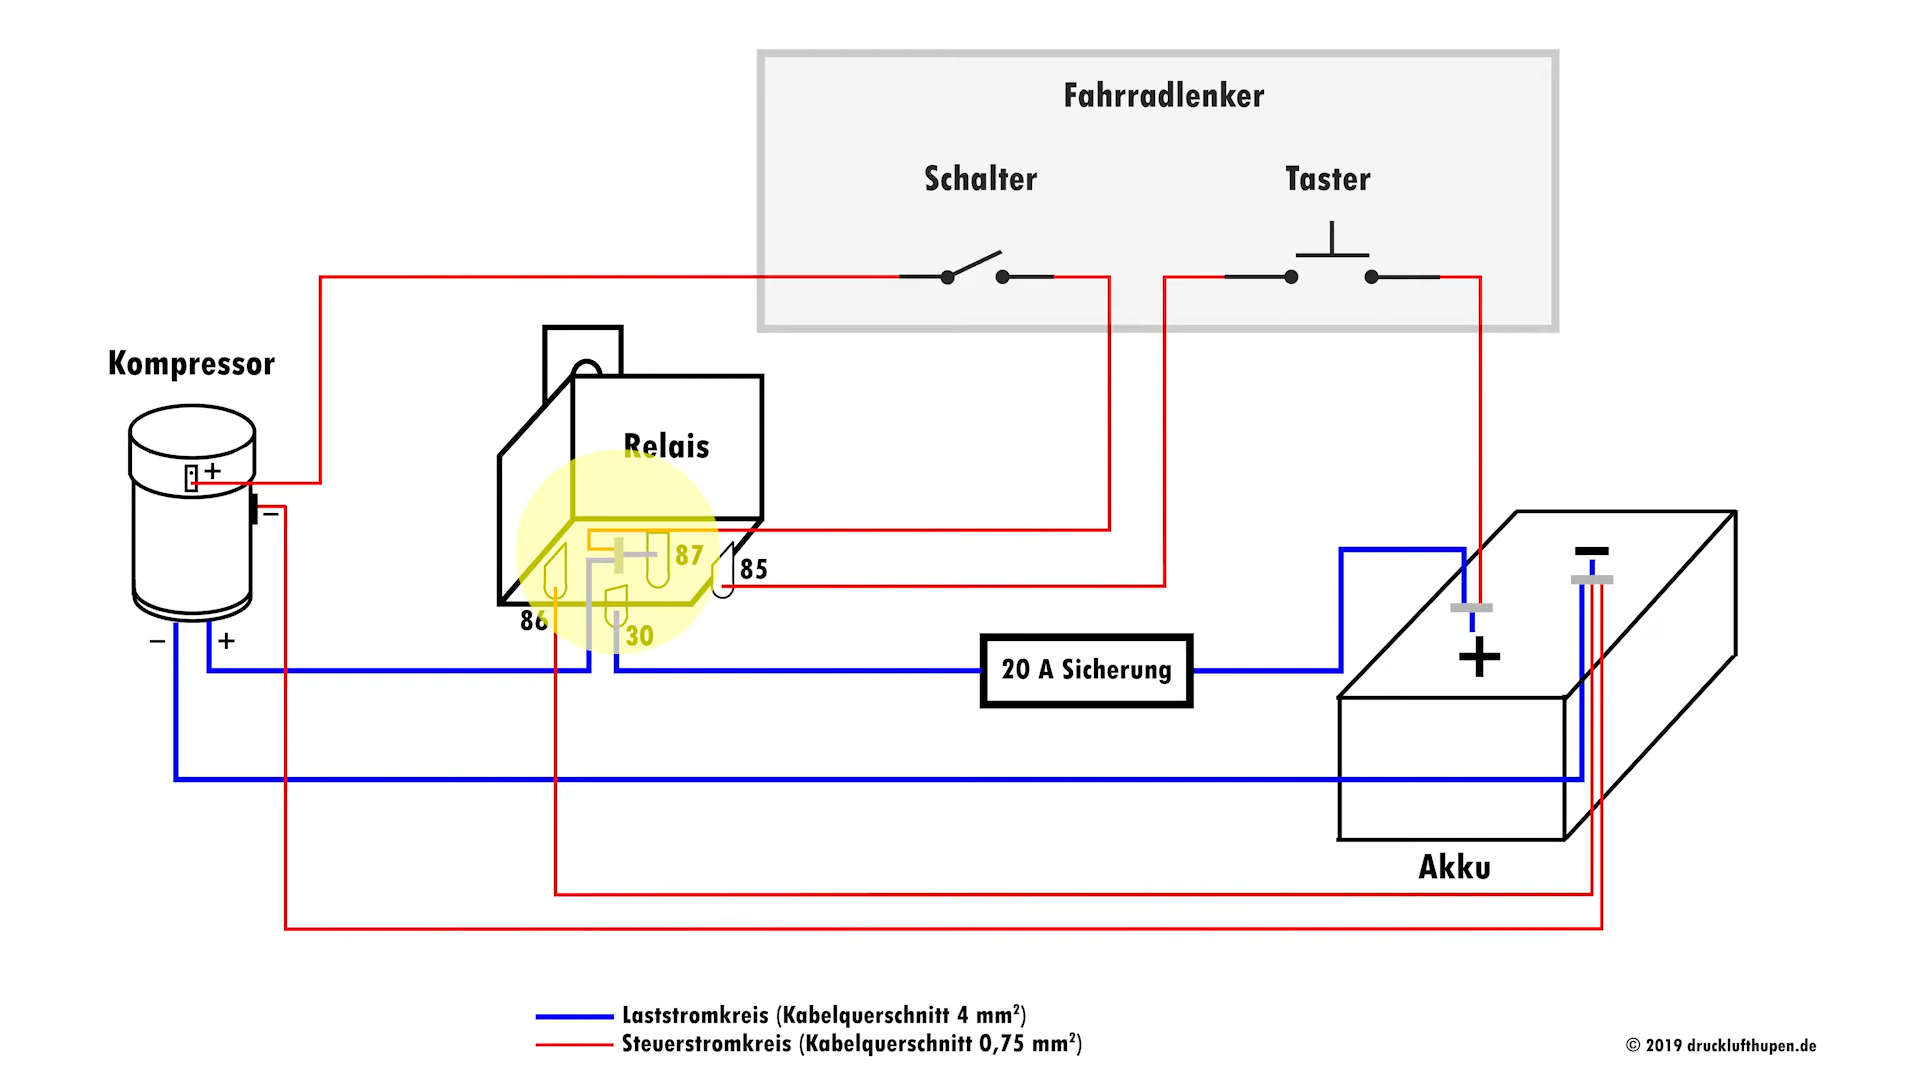 Fahrradlenker
Schalter
Taster
Kompressor
+
−
Relais
87
85
86
30
− +
20 A Sicherung
−
+
Akku
Laststromkreis (Kabelquerschnitt 4 mm²)
Steuerstromkreis (Kabelquerschnitt 0,75 mm²)
© 2019 drucklufthupen.de